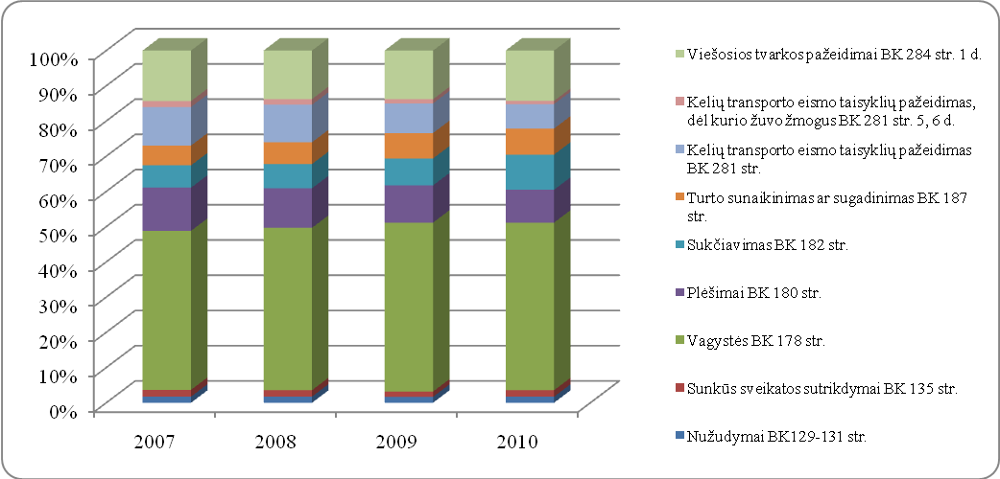 100%
90%
80%
70%
60%
50%
40%
30%
20%
10%
0%
2007 2008 2009 2010
Viešosios tvarkos pažeidimai BK 284 str. 1 d.
Kelių transporto eismo taisyklių pažeidimas,
dėl kurio žuvo žmogus BK 281 str. 5, 6 d.
Kelių transporto eismo taisyklių pažeidimas
BK 281 str.
Turto sunaikinimas ar sugadinimas BK 187
str.
Sukčiavimas BK 182 str.
Plėšimai BK 180 str.
Vagystės BK 178 str.
Sunkūs sveikatos sutrikdymai BK 135 str.
Nužudymai BK129-131 str.